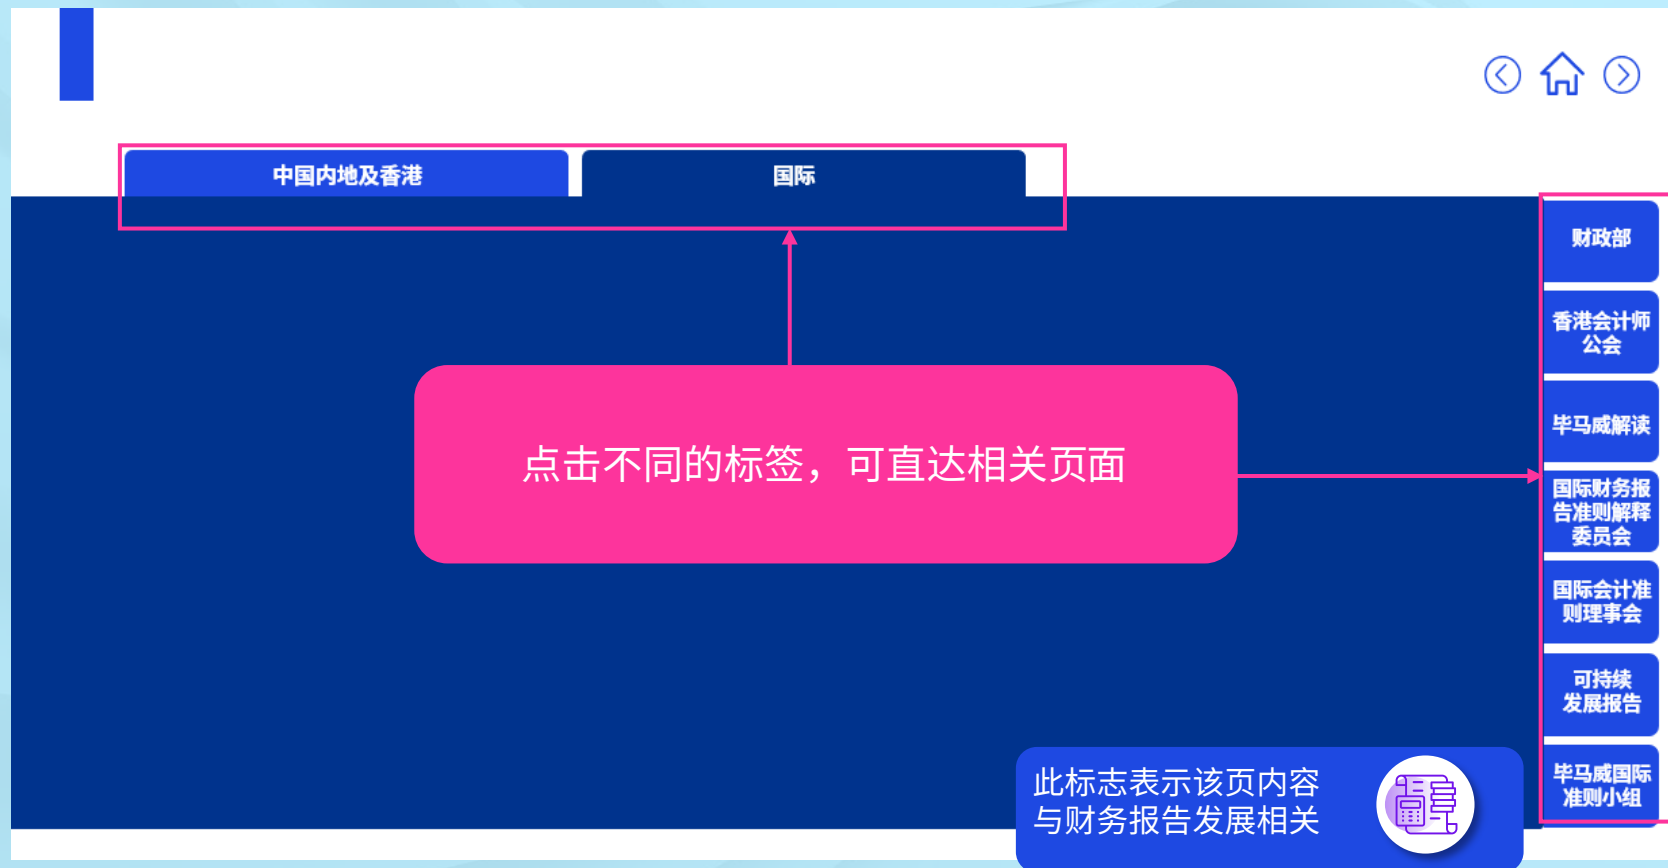 中国内地及香港
国际
财政部
香港会计师
公会
毕马威解读
国际财务报
告准则解释
委员会
国际会计准
则理事会
可持续
发展报告
毕马威国际
准则小组
点击不同的标签，可直达相关页面
此标志表示该页内容
与财务报告发展相关